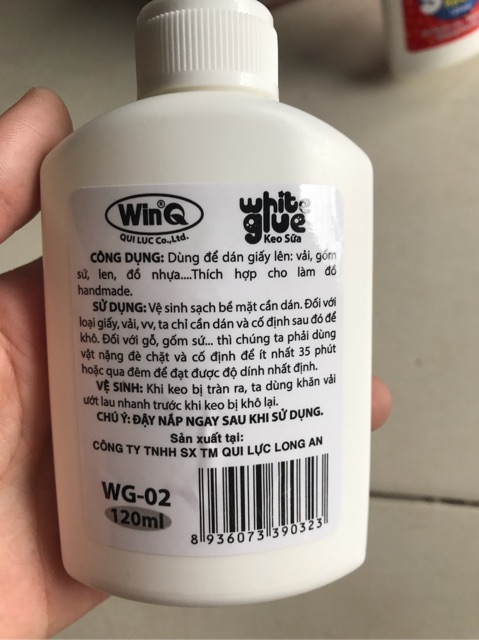 Win®Q
QUI LUC Co.,Ltd.
white
glue
Keo Sữa
CÔNG DỤNG: Dùng để dán giấy lên: vải, gốm
sứ, len, đồ nhựa....Thích hợp cho làm đồ
handmade.
SỬ DỤNG: Vệ sinh sạch bề mặt cần dán. Đối với
loại giấy, vải, vv, ta chỉ cần dán và cố định sau đó để
khô. Đối với gỗ, gốm sứ... thì chúng ta phải dùng
vật nặng đè chặt và cố định để ít nhất 35 phút
hoặc qua đêm để đạt được độ dính nhất định.
VỆ SINH: Khi keo bị tràn ra, ta dùng khăn vải
ướt lau nhanh trước khi keo bị khô lại.
CHÚ Ý: ĐẬY NẮP NGAY SAU KHI SỬ DỤNG.
Sản xuất tại:
CÔNG TY TNHH SX TM QUI LỰC LONG AN
WG-02
120ml
8 936073 390323